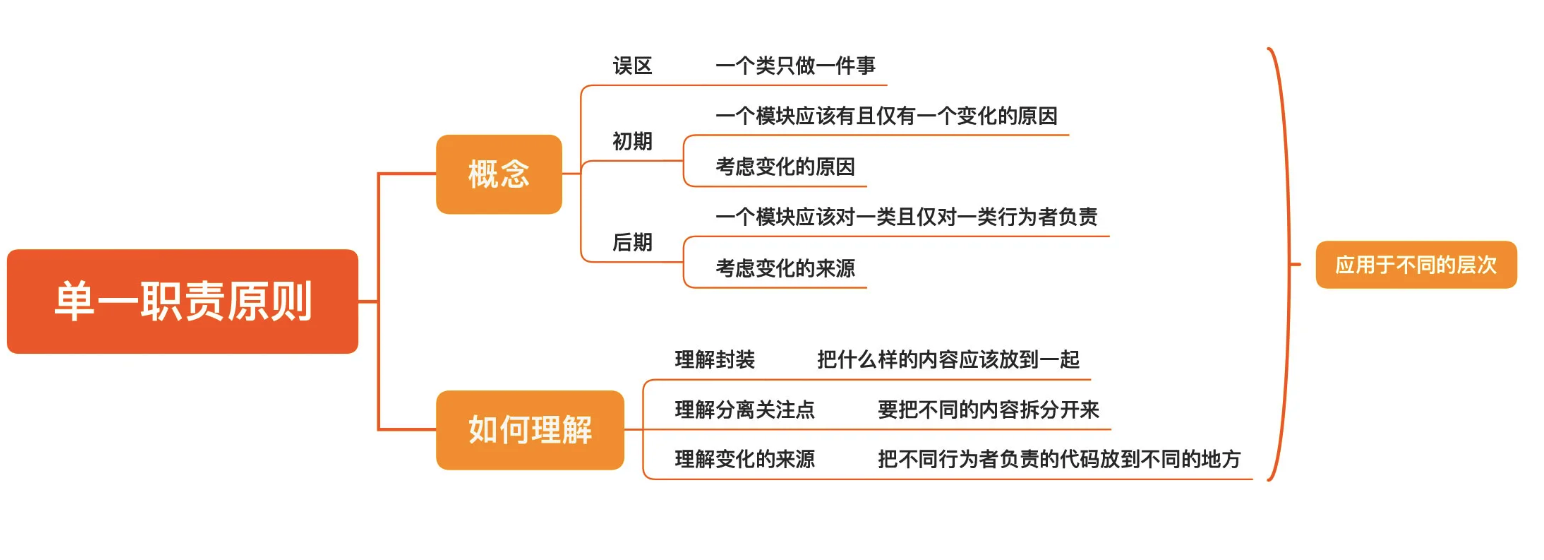 单一职责原则
概念
误区 一个类只做一件事
初期
一个模块应该有且仅有一个变化的原因
考虑变化的原因
后期
一个模块应该对一类且仅对一类行为者负责
考虑变化的来源
如何理解
理解封装 把什么样的内容应该放到一起
理解分离关注点 要把不同的内容拆分开来
理解变化的来源 把不同行为者负责的代码放到不同的地方
应用于不同的层次